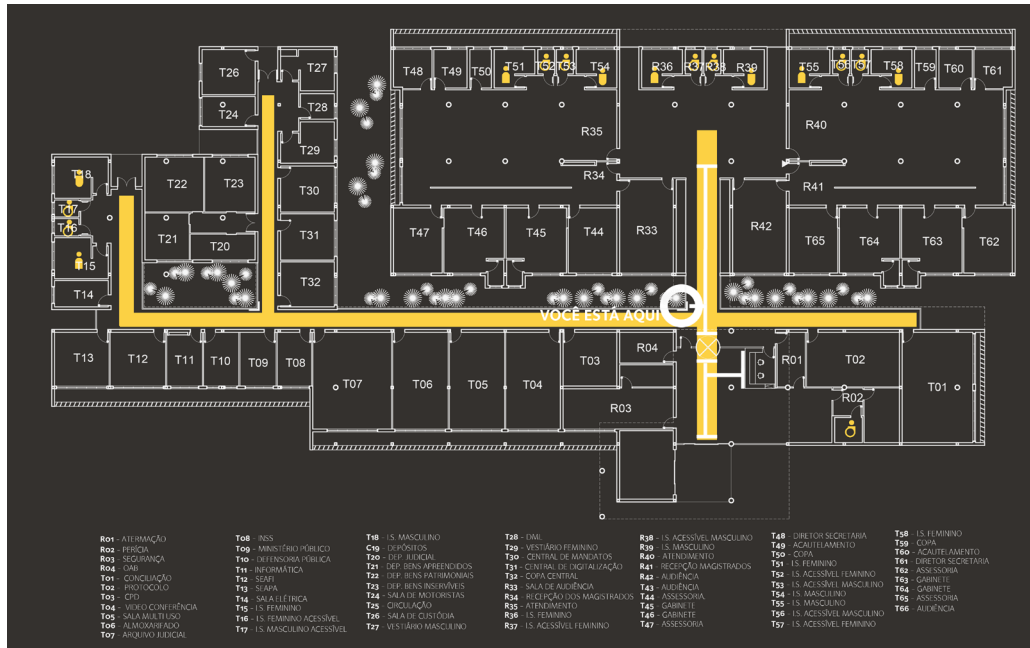 T26
T27
T24
T28
T29
T48
T49
T50
T51
T52
T53
T54
R36
R37
R38
R39
T55
T56
T57
T58
T59
T60
T61
R35
R34
R40
R41
T18
T17
T16
T15
T14
T22
T23
T21
T20
T30
T31
T32
T47
T46
T45
T44
R33
R42
T65
T64
T63
T62
VOCÊ ESTÁ AQUI
T13
T12
T11
T10
T09
T08
T07
T06
T05
T04
T03
R04
R03
R01
T02
R02
T01
R01 - ATERMAÇÃO
R02 - PERÍCIA
R03 - SEGURANÇA
R04 - OAB
T01 - CONCILIAÇÃO
T02 - PROTOCOLO
T03 - CPD
T04 - VIDEO CONFERÊNCIA
T05 - SALA MULTI USO
T06 - ALMOXARIFADO
T07 - ARQUIVO JUDICIAL
T08 - INSS
T09 - MINISTÉRIO PÚBLICO
T10 - DEFENSORIA PÚBLICA
T11 - INFORMÁTICA
T12 - SEAFI
T13 - SEAPA
T14 - SALA ELÉTRICA
T15 - I.S. FEMININO
T16 - I.S. FEMININO ACESSÍVEL
T17 - I.S. MASCULINO ACESSÍVEL
T18 - I.S. MASCULINO
C19 - DEPÓSITOS
T20 - DEP. JUDICIAL
T21 - DEP. BENS APREENDIDOS
T22 - DEP. BENS PATRIMONIAIS
T23 - DEP. BENS INSERVÍVEIS
T24 - SALA DE MOTORISTAS
T25 - CIRCULAÇÃO
T26 - SALA DE CUSTÓDIA
T27 - VESTIÁRIO MASCULINO
T28 - DML
T29 - VESTIÁRIO FEMININO
T30 - CENTRAL DE MANDATOS
T31 - CENTRAL DE DIGITALIZAÇÃO
T32 - COPA CENTRAL
R33 - SALA DE AUDIÊNCIA
R34 - RECEPÇÃO DOS MAGISTRADOS
R35 - ATENDIMENTO
R36 - I.S. FEMININO
R37 - I.S. ACESSÍVEL FEMININO
R38 - I.S. ACESSÍVEL MASCULINO
R39 - I.S. MASCULINO
R40 - ATENDIMENTO
R41 - RECEPÇÃO MAGISTRADOS
R42 - AUDIÊNCIA
T43 - AUDIÊNCIA
T44 - ASSESSORIA
T45 - GABINETE
T46 - GABINETE
T47 - ASSESSORIA
T48 - DIRETOR SECRETARIA
T49 - ACAUTELAMENTO
T50 - COPA
T51 - I.S. FEMININO
T52 - I.S. ACESSÍVEL FEMININO
T53 - I.S. ACESSÍVEL MASCULINO
T54 - I.S. MASCULINO
T55 - I.S. MASCULINO
T56 - I.S. ACESSÍVEL MASCULINO
T57 - I.S. ACESSÍVEL FEMININO
T58 - I.S. FEMININO
T59 - COPA
T60 - ACAUTELAMENTO
T61 - DIRETOR SECRETARIA
T62 - ASSESSORIA
T63 - GABINETE
T64 - GABINETE
T65 - ASSESSORIA
T66 - AUDIÊNCIA